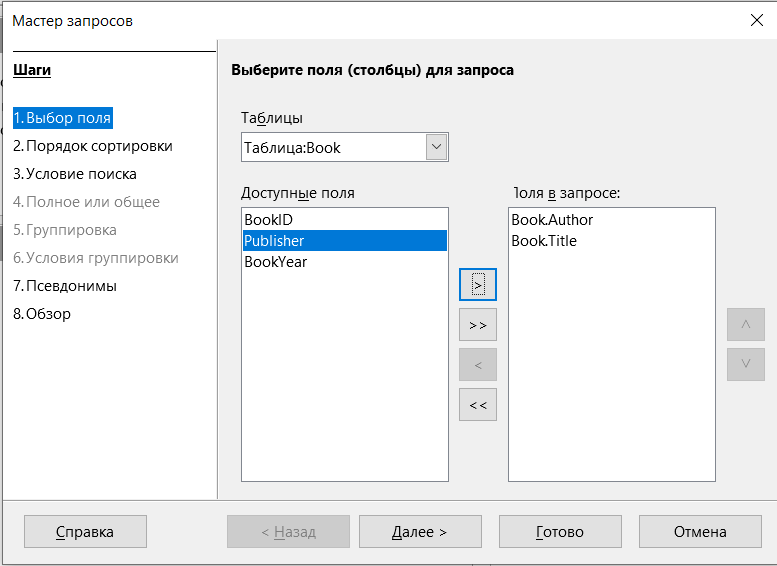 Мастер запросов
Шаги
1. Выбор поля
2. Порядок сортировки
3. Условие поиска
4. Полное или общее
5. Группировка
6. Условия группировки
7. Псевдонимы
8. Обзор
Выберите поля (столбцы) для запроса
Таблицы
Таблица:Book
Доступные поля
BookID
Publisher
BookYear
>
>>
<
<<
Поля в запросе:
Book.Author
Book.Title
Справка
< Назад
Далее >
Готово
Отмена